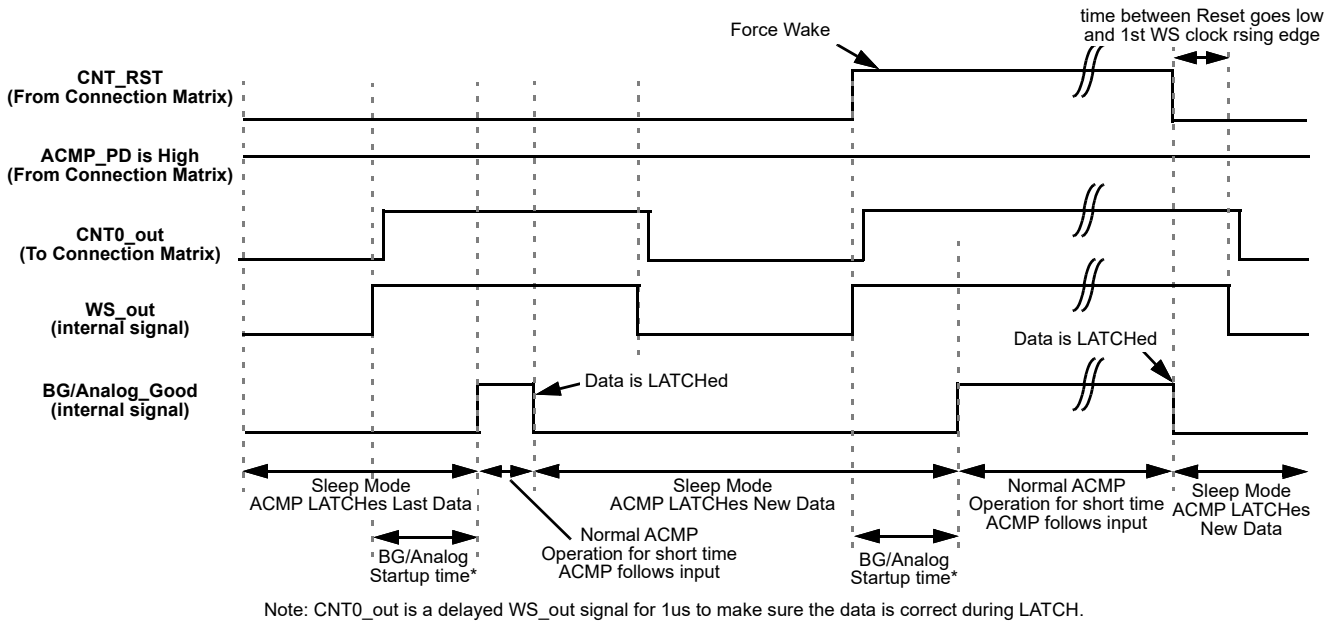 time between Reset goes low
and 1st WS clock rsing edge
Force Wake
CNT_RST
(From Connection Matrix)
ACMP_PD is High
(From Connection Matrix)
CNT0_out
(To Connection Matrix)
WS_out
(internal signal)
Data is LATCHed
BG/Analog_Good
(internal signal)
Data is LATCHed
Sleep Mode
ACMP LATCHes Last Data
Sleep Mode
ACMP LATCHes New Data
Normal ACMP
Operation for short time
ACMP follows input
Sleep Mode
ACMP LATCHes
New Data
BG/Analog
Startup time*
Normal ACMP
Operation for short time
ACMP follows input
BG/Analog
Startup time*
Note: CNT0_out is a delayed WS_out signal for 1us to make sure the data is correct during LATCH.